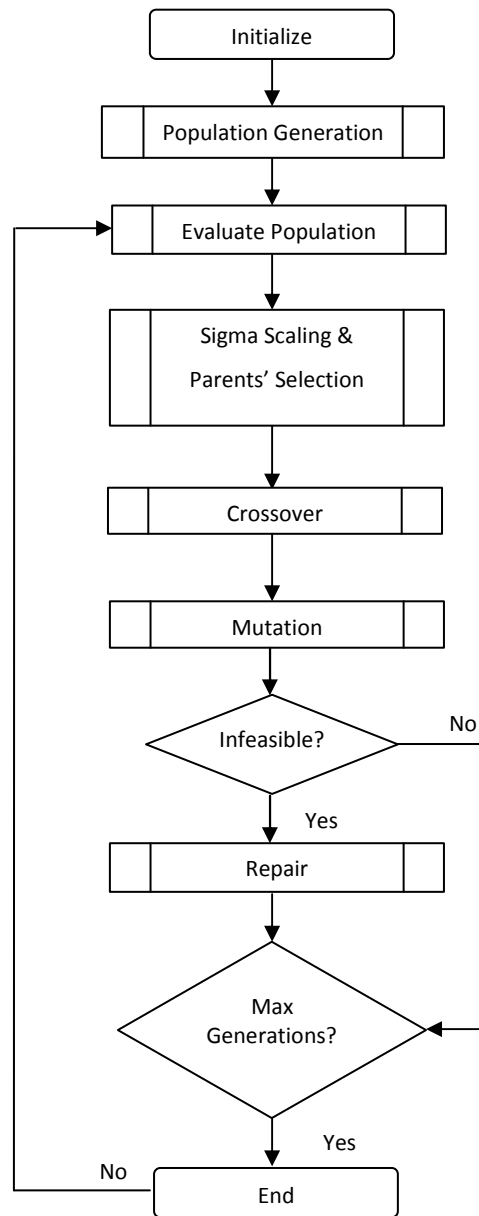 Initialize
Population Generation
Evaluate Population
Sigma Scaling &
Parents’ Selection
Crossover
Mutation
Infeasible?
No
Yes
Repair
Max
Generations?
Yes
No
End